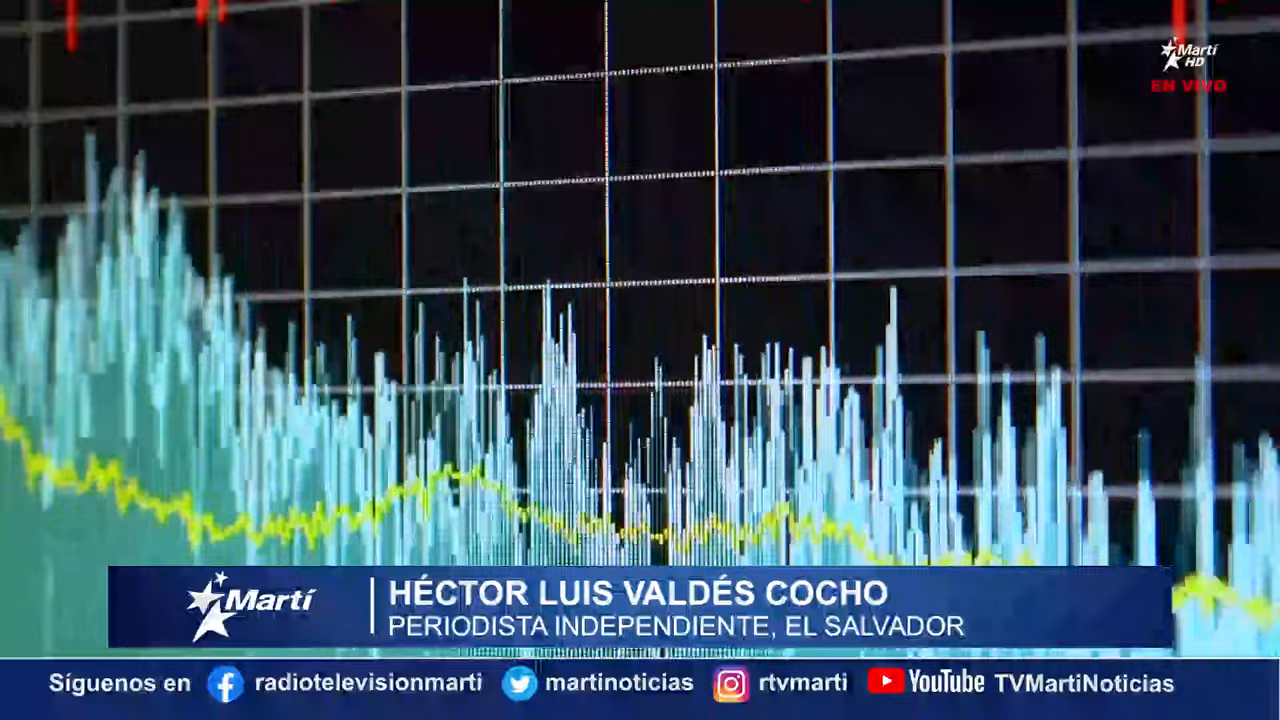 Martí
HD
EN VIVO
Martí
HÉCTOR LUIS VALDÉS COCHO
PERIODISTA INDEPENDIENTE, EL SALVADOR
Síguenos en radiotelevisionmarti martinoticias rtvmarti YouTube TVMartiNoticias